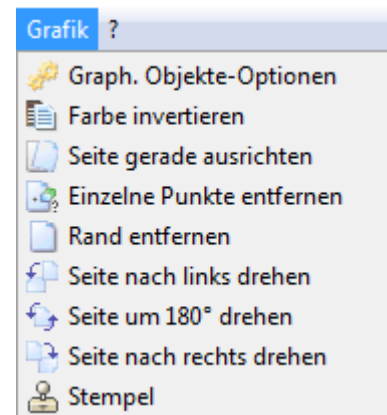 Grafik ?
Graph. Objekte-Optionen
Farbe invertieren
Seite gerade ausrichten
Einzelne Punkte entfernen
Rand entfernen
Seite nach links drehen
Seite um 180° drehen
Seite nach rechts drehen
Stempel